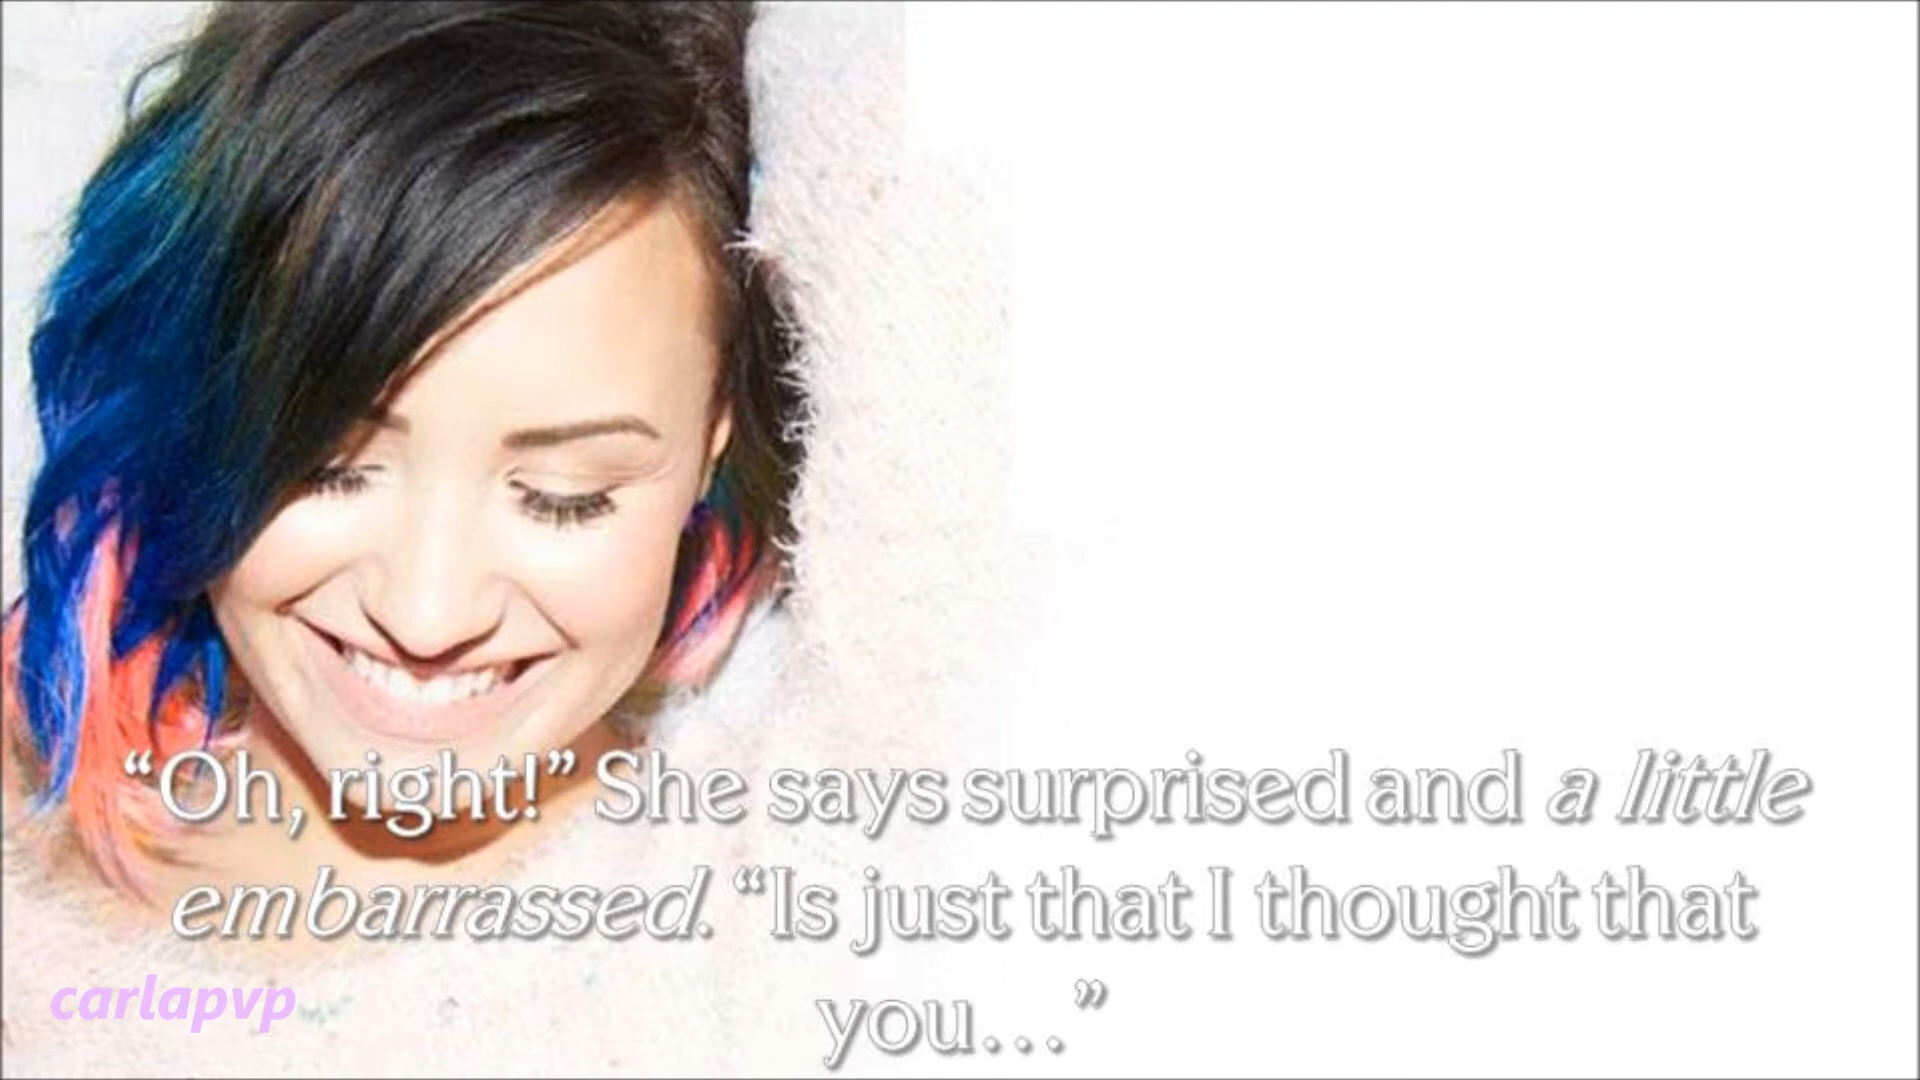 “Oh, right!” She says surprised and a little
embarrassed. “Is just that I thought that
you…”
carlapvp